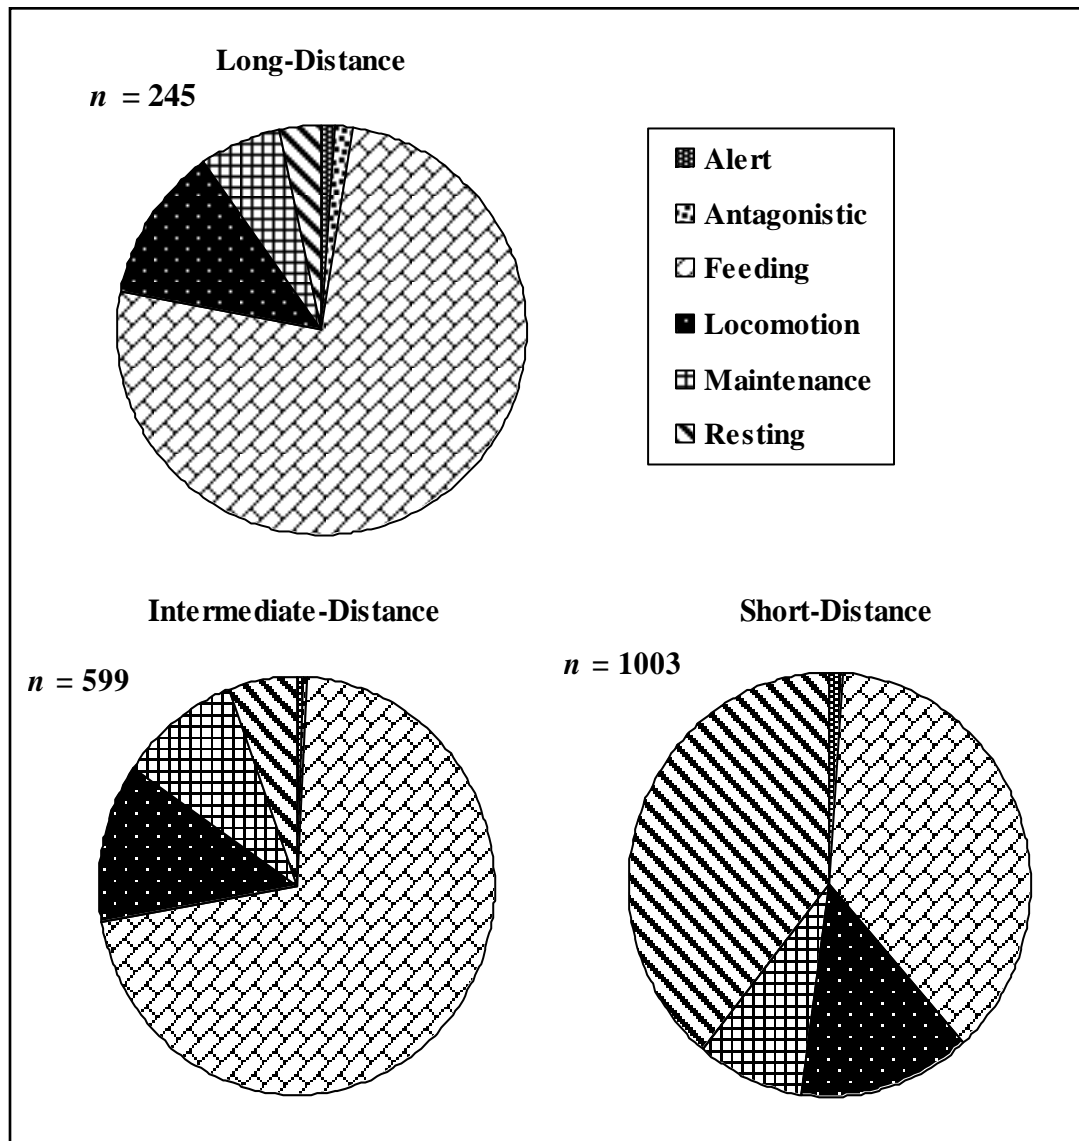 Long-Distance
n = 245
Alert
Antagonistic
Feeding
Locomotion
Maintenance
Resting
Intermediate-Distance
n = 599
Short-Distance
n = 1003